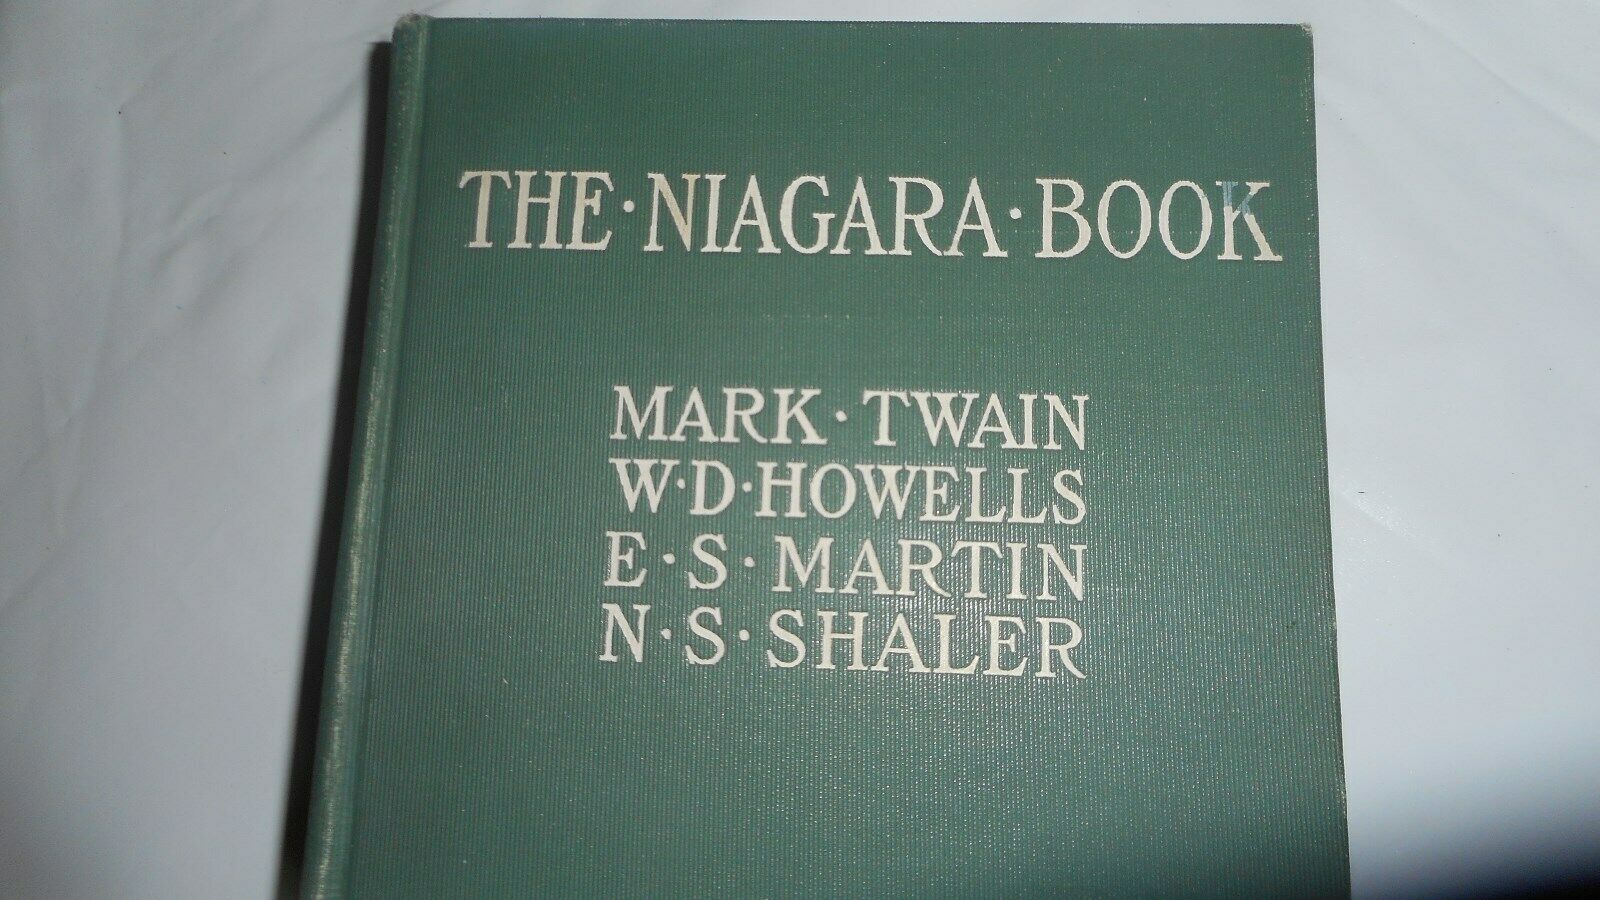 THE·NIAGARA·BOOK
MARK·TWAIN
W·D·HOWELLS
E·S·MARTIN
N·S·SHALER